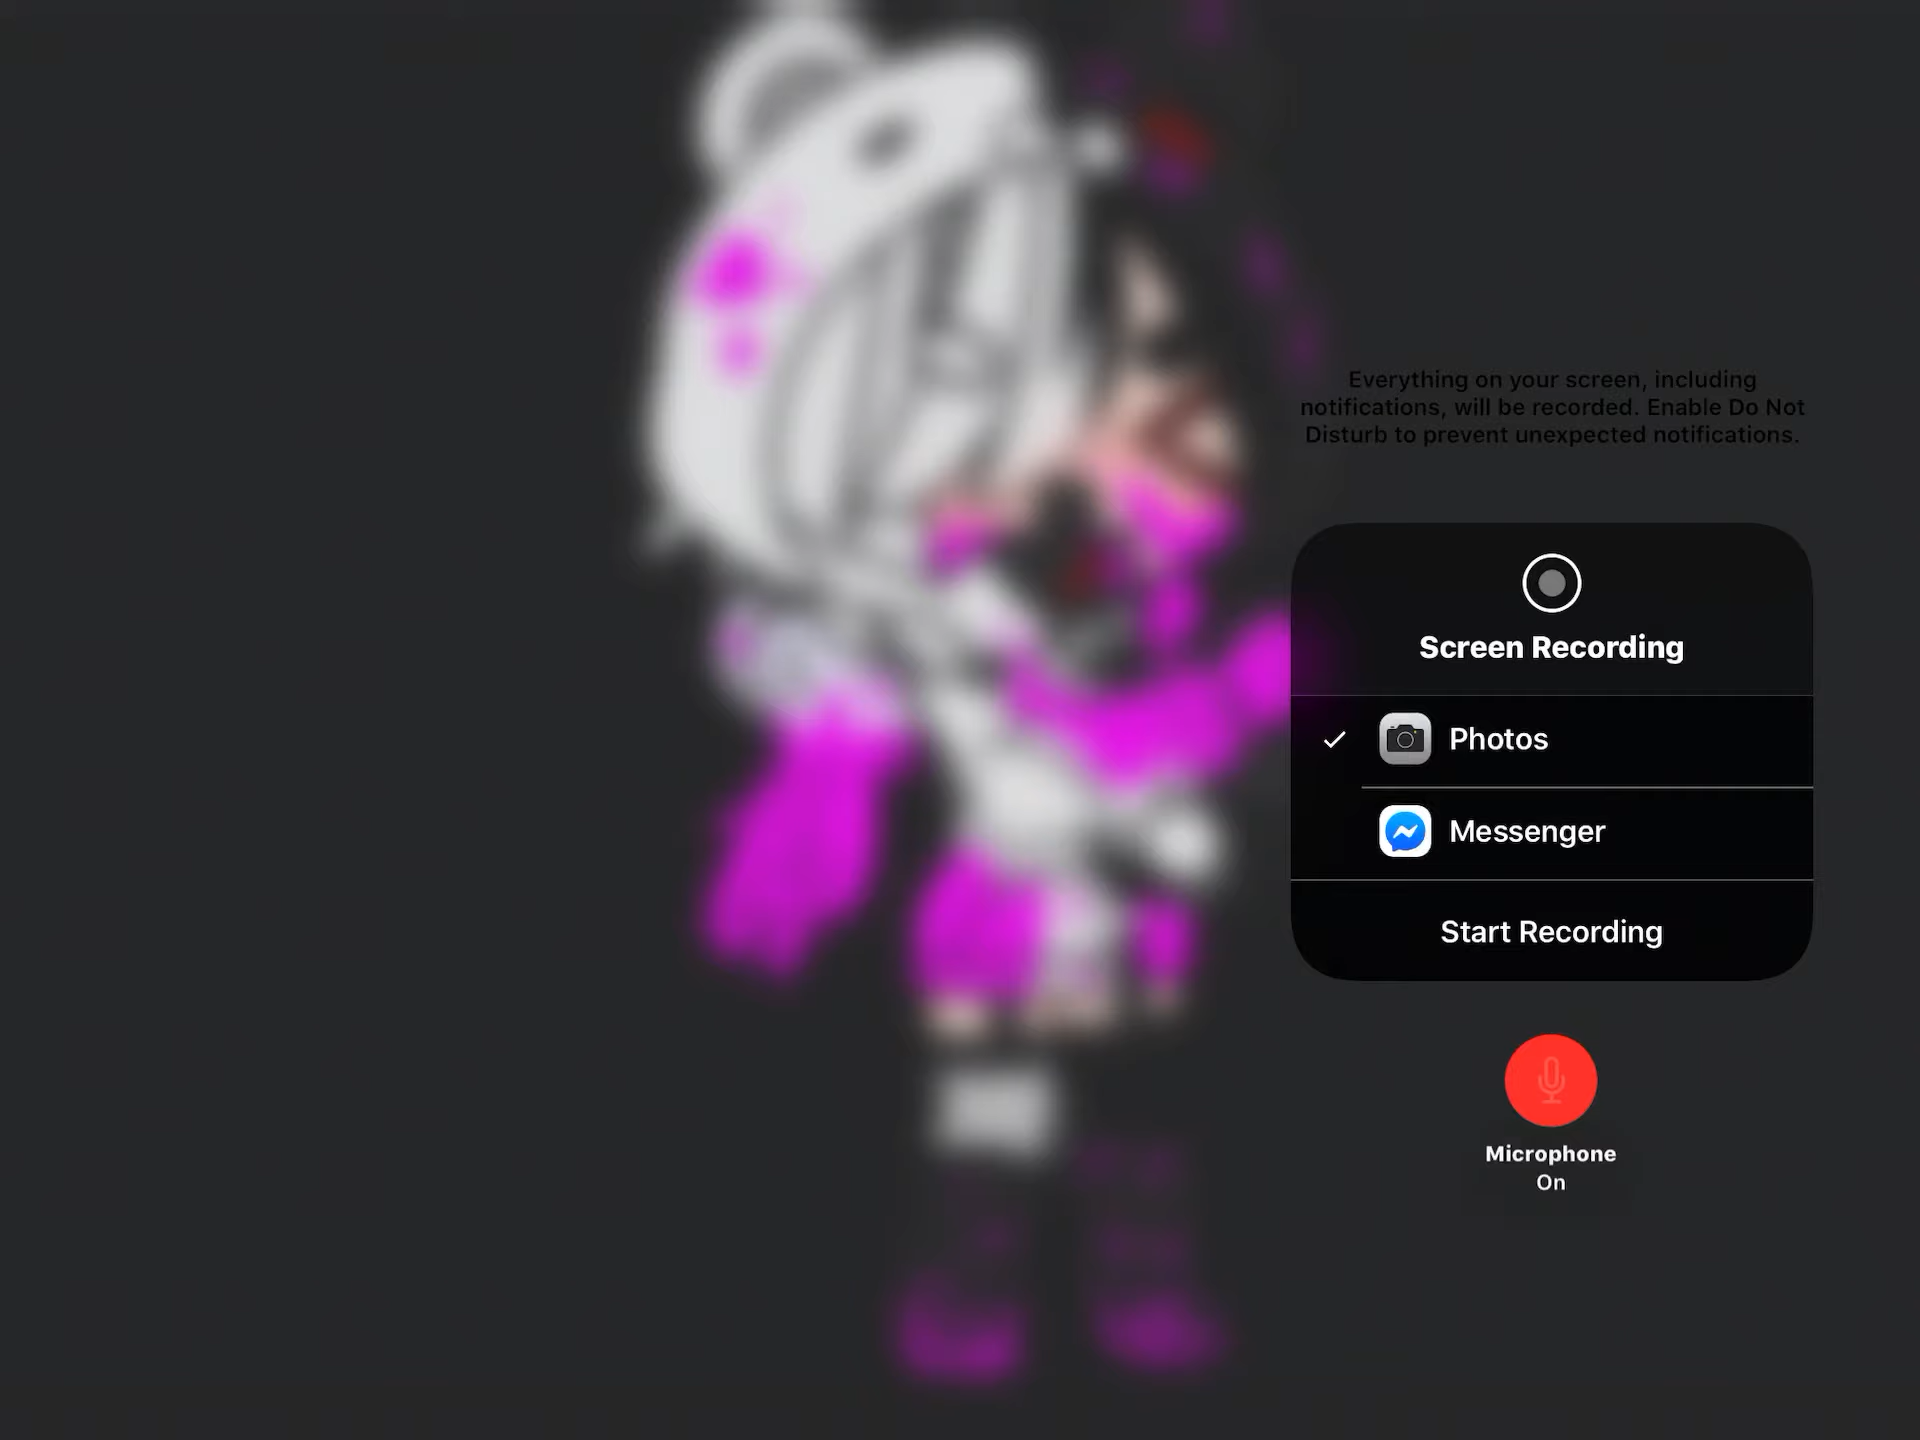 Everything on your screen, including
notifications, will be recorded. Enable Do Not
Disturb to prevent unexpected notifications.
Screen Recording
Photos
Messenger
Start Recording
Microphone
On